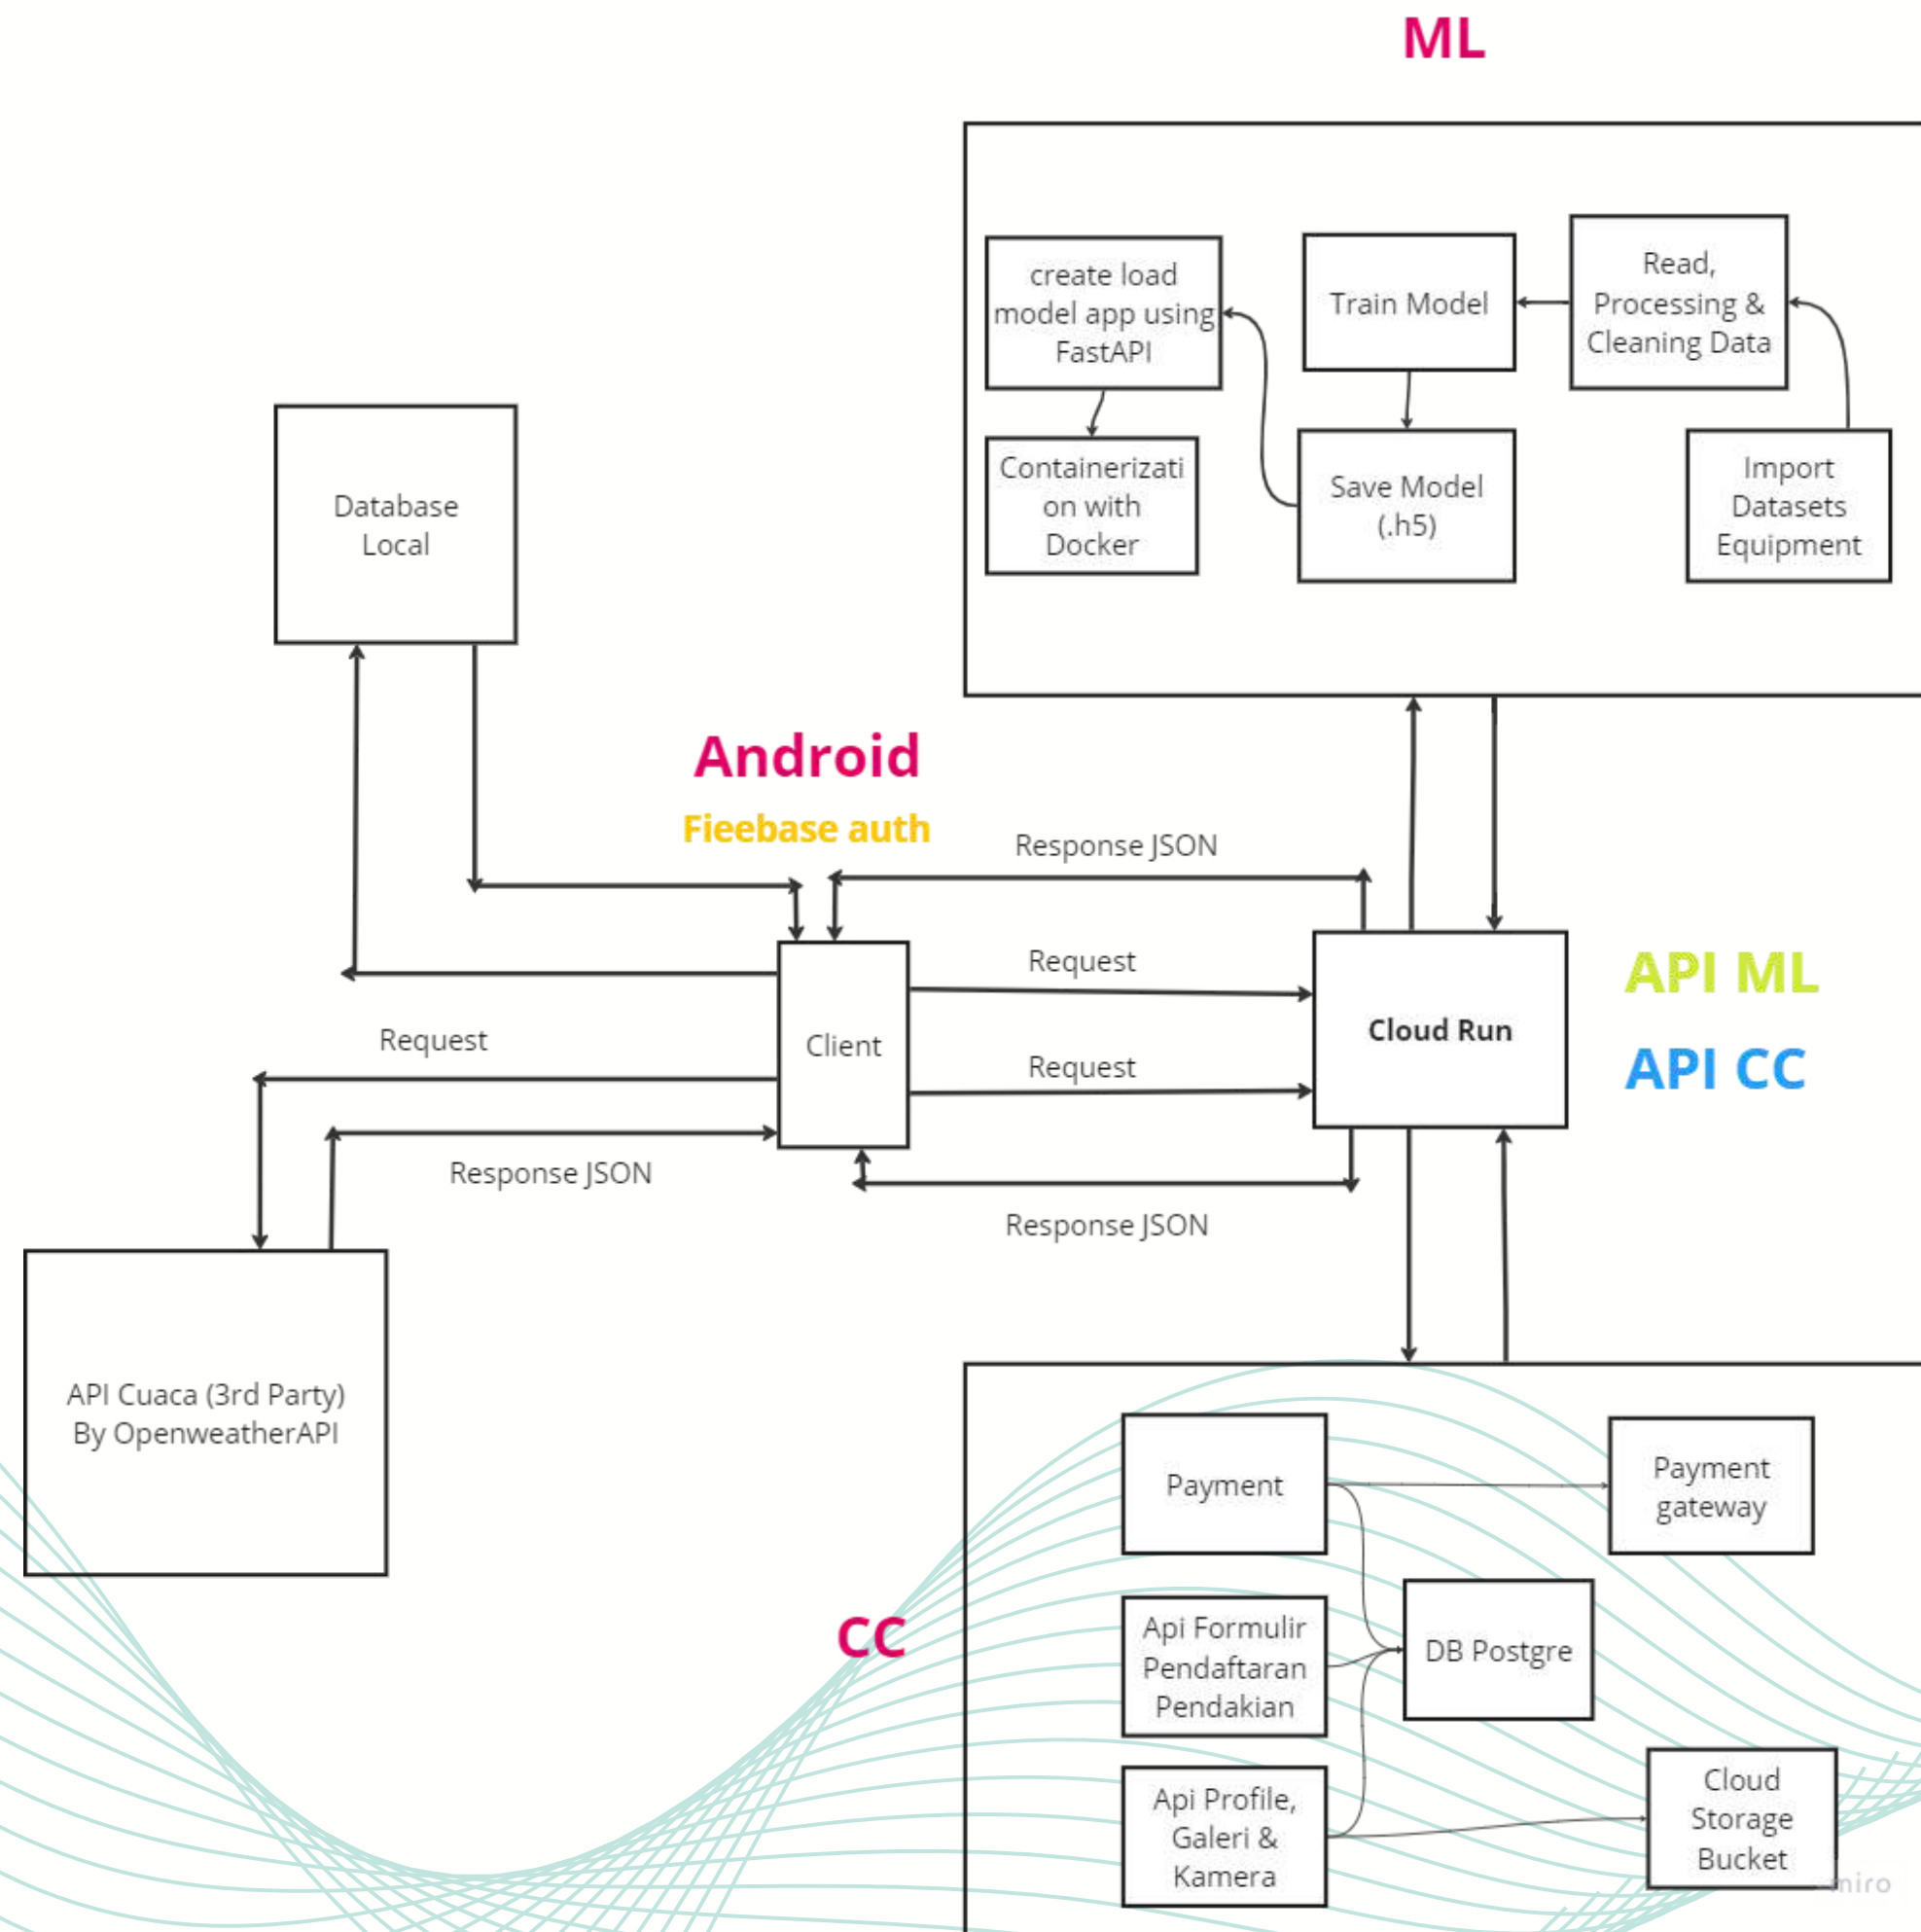 ML
create load
model app using
FastAPI
Train Model
Read,
Processing &
Cleaning Data
Containerizati
on with
Docker
Save Model
(.h5)
Import
Datasets
Equipment
Database
Local
Android
Fieebase auth
Response JSON
Request
Request
Client
Request
Response JSON
Response JSON
Cloud Run
API ML
API CC
API Cuaca (3rd Party)
By OpenweatherAPI
CC
Payment
Payment
gateway
Api Formulir
Pendaftaran
Pendakian
DB Postgre
Api Profile,
Galeri &
Kamera
Cloud
Storage
Bucket
miro